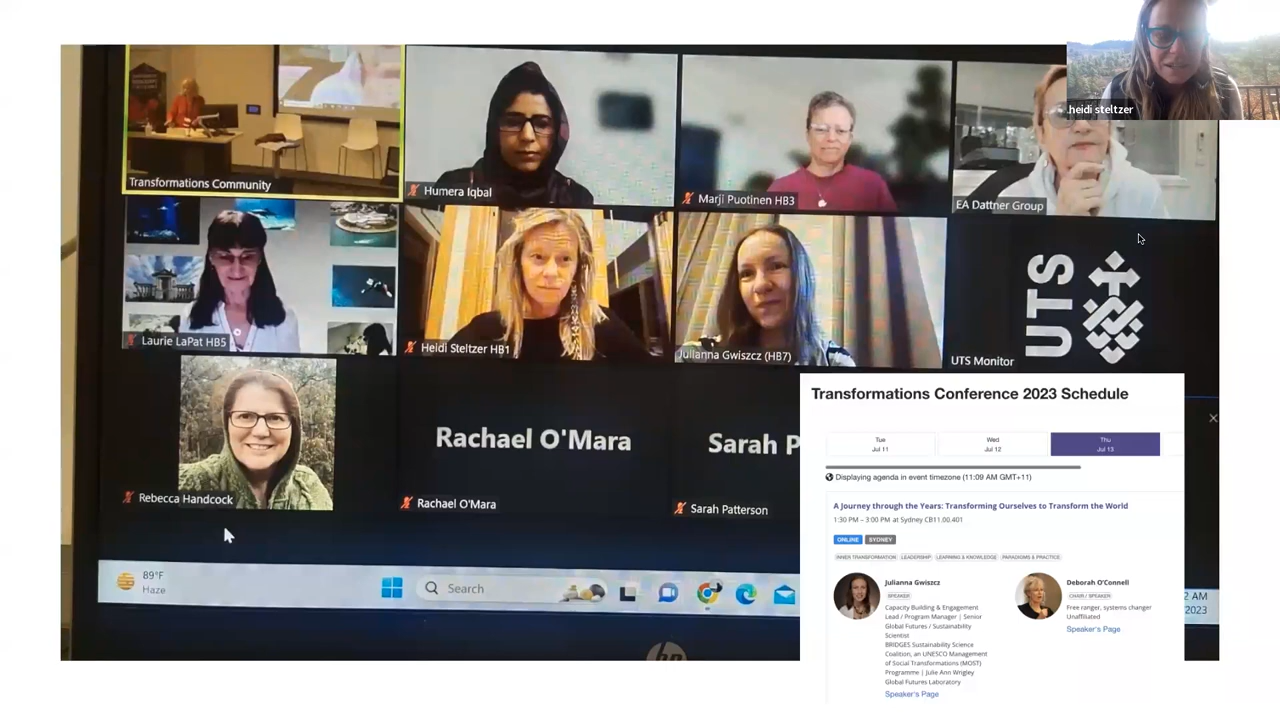 .heidi steltzer
Transformations Community
Humera Iqbal
Marji Puotinen HB3
EA Dattner Group
Laurie LaPat HB5
Heidi Steltzer HB1
Julianna Gwiszcz (HB7)
UTS
UTS Monitor
Rebecca Handcock
Rachael O'Mara
Rachael O'Mara
Sarah P
Sarah Patterson
89°F
Haze
Search
2 AM
2023
hp
Transformations Conference 2023 Schedule
Tue
Jul 11
Wed
Jul 12
Thu
Jul 13
Displaying agenda in event timezone (11:09 AM GMT+11)
A Journey through the Years: Transforming Ourselves to Transform the World
1:30 PM – 3:00 PM at Sydney CB11.00.401
ONLINE
SYDNEY
INNER TRANSFORMATION
LEADERSHIP
LEARNING & KNOWLEDGE
PARADIGMS & PRACTICE
Julianna Gwiszcz
SPEAKER
Capacity Building & Engagement
Lead / Program Manager | Senior
Global Futures / Sustainability
Scientist
BRIDGES Sustainability Science
Coalition, an UNESCO Management
of Social Transformations (MOST)
Programme | Julie Ann Wrigley
Global Futures Laboratory
Speaker's Page
Deborah O'Connell
CHAIR / SPEAKER
Free ranger, systems changer
Unaffiliated
Speaker's Page